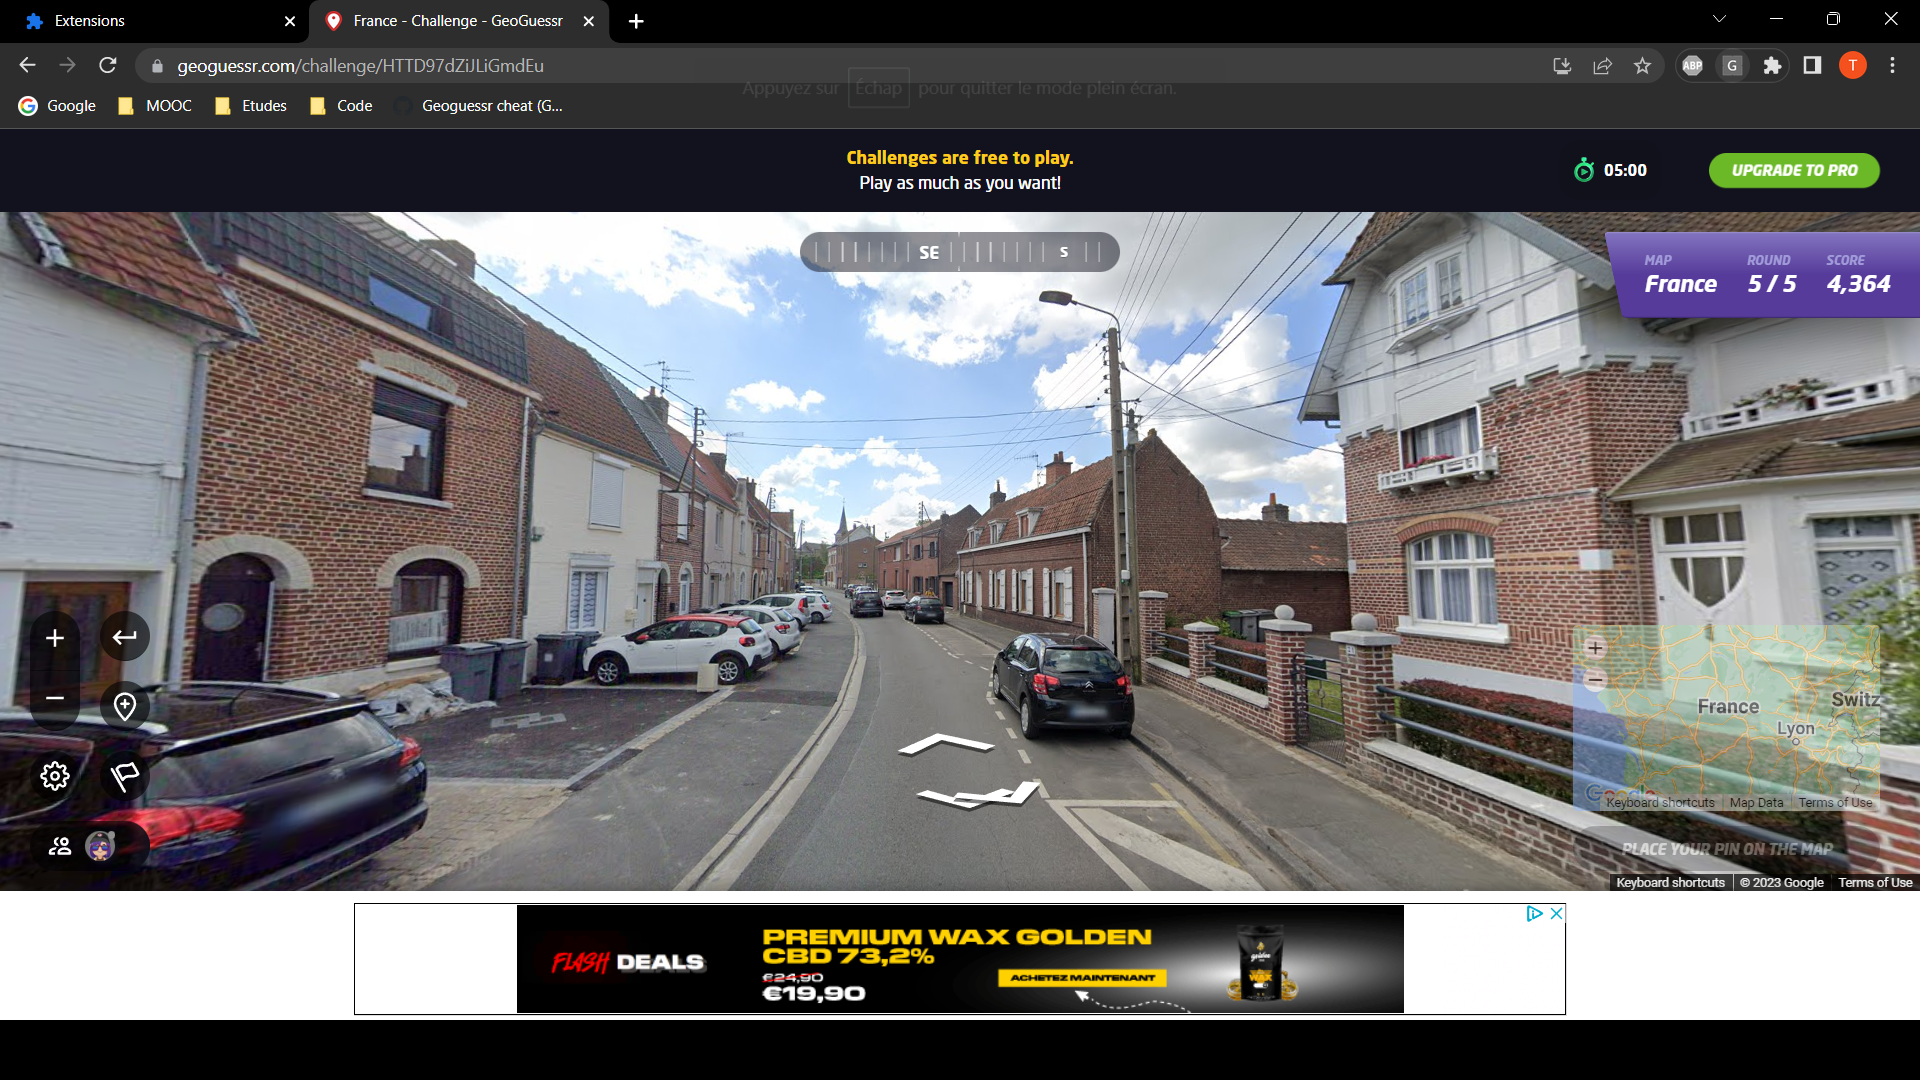 Extensions
France - Challenge - GeoGuessr
geoguessr.com/challenge/HTTD97dZiJLiGmdEu
ABP
G
T
Appuyez sur Échap pour quitter le mode plein écran.
Google
MOOC
Etudes
Code
Geoguessr cheat (G...
Challenges are free to play.
Play as much as you want!
05:00
UPGRADE TO PRO
SE
S
MAP
France
ROUND
5 / 5
SCORE
4,364
France
Switz
Lyon
Google
Keyboard shortcuts
Map Data
Terms of Use
PLACE YOUR PIN ON THE MAP
Keyboard shortcuts
© 2023 Google
Terms of Use
FLASH DEALS
PREMIUM WAX GOLDEN
CBD 73,2%
€24,90
€19,90
ACHETEZ MAINTENANT
golden
WAX